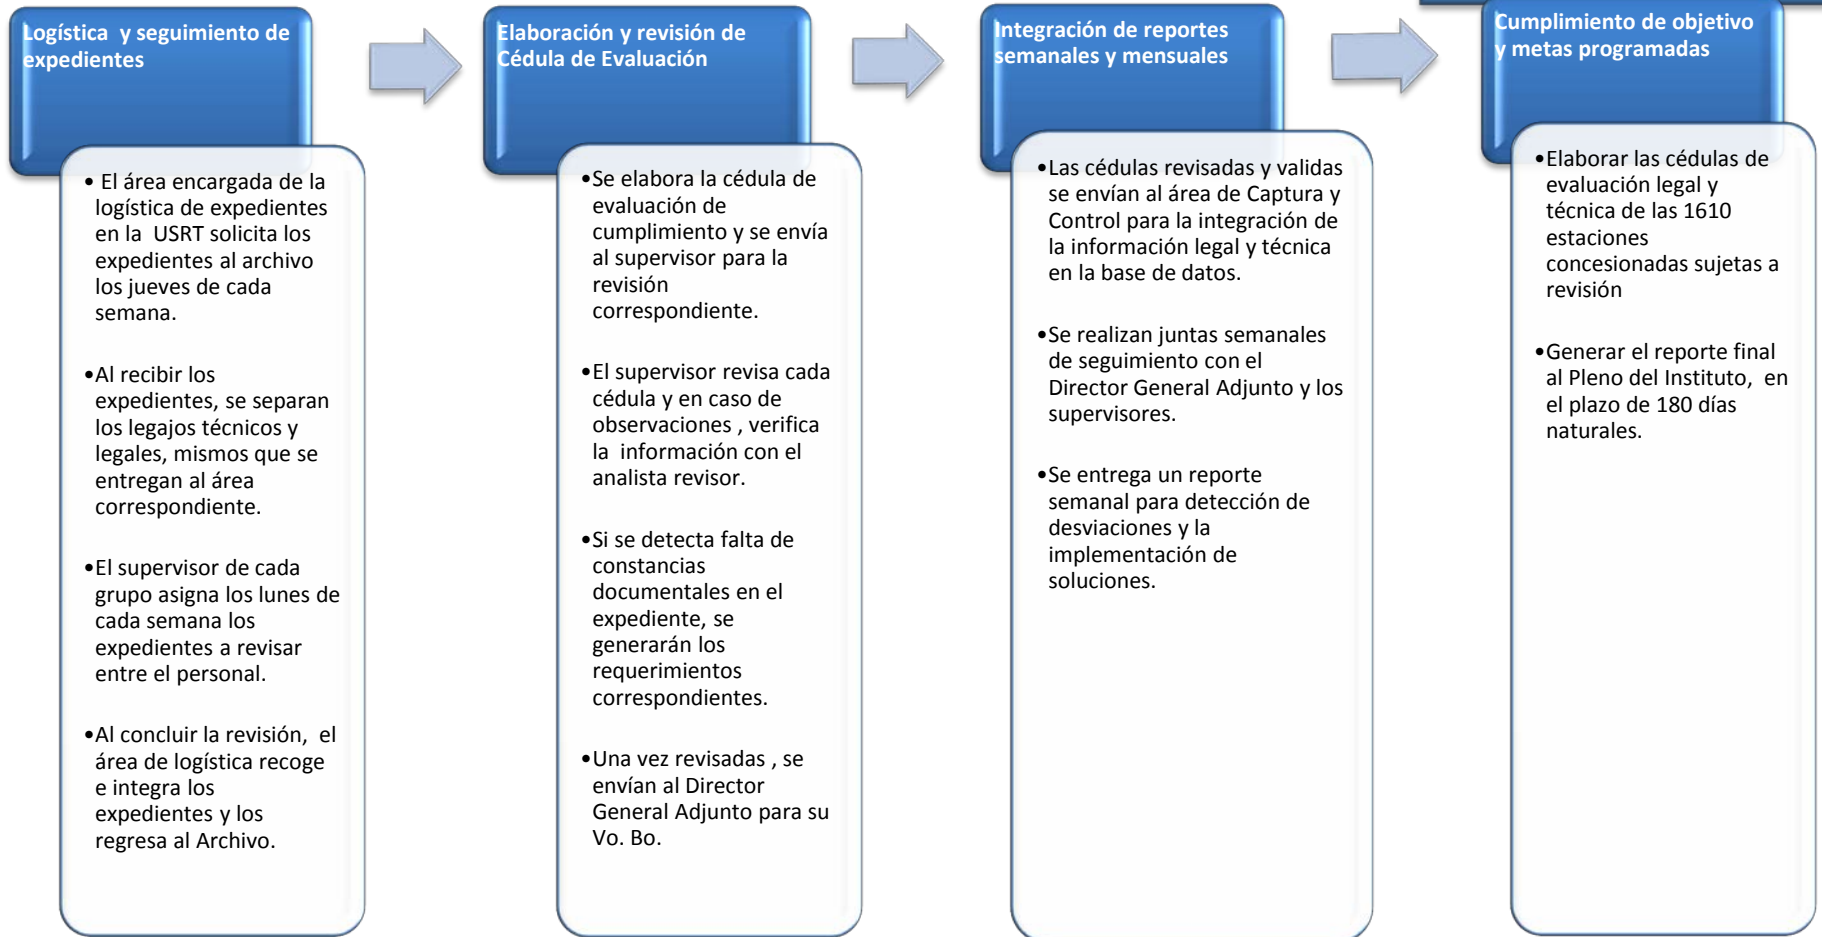 Logística y seguimiento de
expedientes
• El área encargada de la
logística de expedientes
en la USRT solicita los
expedientes al archivo
los jueves de cada
semana.
•Al recibir los
expedientes, se separan
los legajos técnicos y
legales, mismos que se
entregan al área
correspondiente.
•El supervisor de cada
grupo asigna los lunes de
cada semana los
expedientes a revisar
entre el personal.
•Al concluir la revisión, el
área de logística recoge
e integra los
expedientes y los
regresa al Archivo.
Elaboración y revisión de
Cédula de Evaluación
•Se elabora la cédula de
evaluación de
cumplimiento y se envía
al supervisor para la
revisión
correspondiente.
•El supervisor revisa cada
cédula y en caso de
observaciones , verifica
la información con el
analista revisor.
•Si se detecta falta de
constancias
documentales en el
expediente, se
generarán los
requerimientos
correspondientes.
•Una vez revisadas , se
envían al Director
General Adjunto para su
Vo. Bo.
Integración de reportes
semanales y mensuales
•Las cédulas revisadas y validas
se envían al área de Captura y
Control para la integración de
la información legal y técnica
en la base de datos.
•Se realizan juntas semanales
de seguimiento con el
Director General Adjunto y los
supervisores.
•Se entrega un reporte
semanal para detección de
desviaciones y la
implementación de
soluciones.
Cumplimiento de objetivo
y metas programadas
•Elaborar las cédulas de
evaluación legal y
técnica de las 1610
estaciones
concesionadas sujetas a
revisión
•Generar el reporte final
al Pleno del Instituto, en
el plazo de 180 días
naturales.